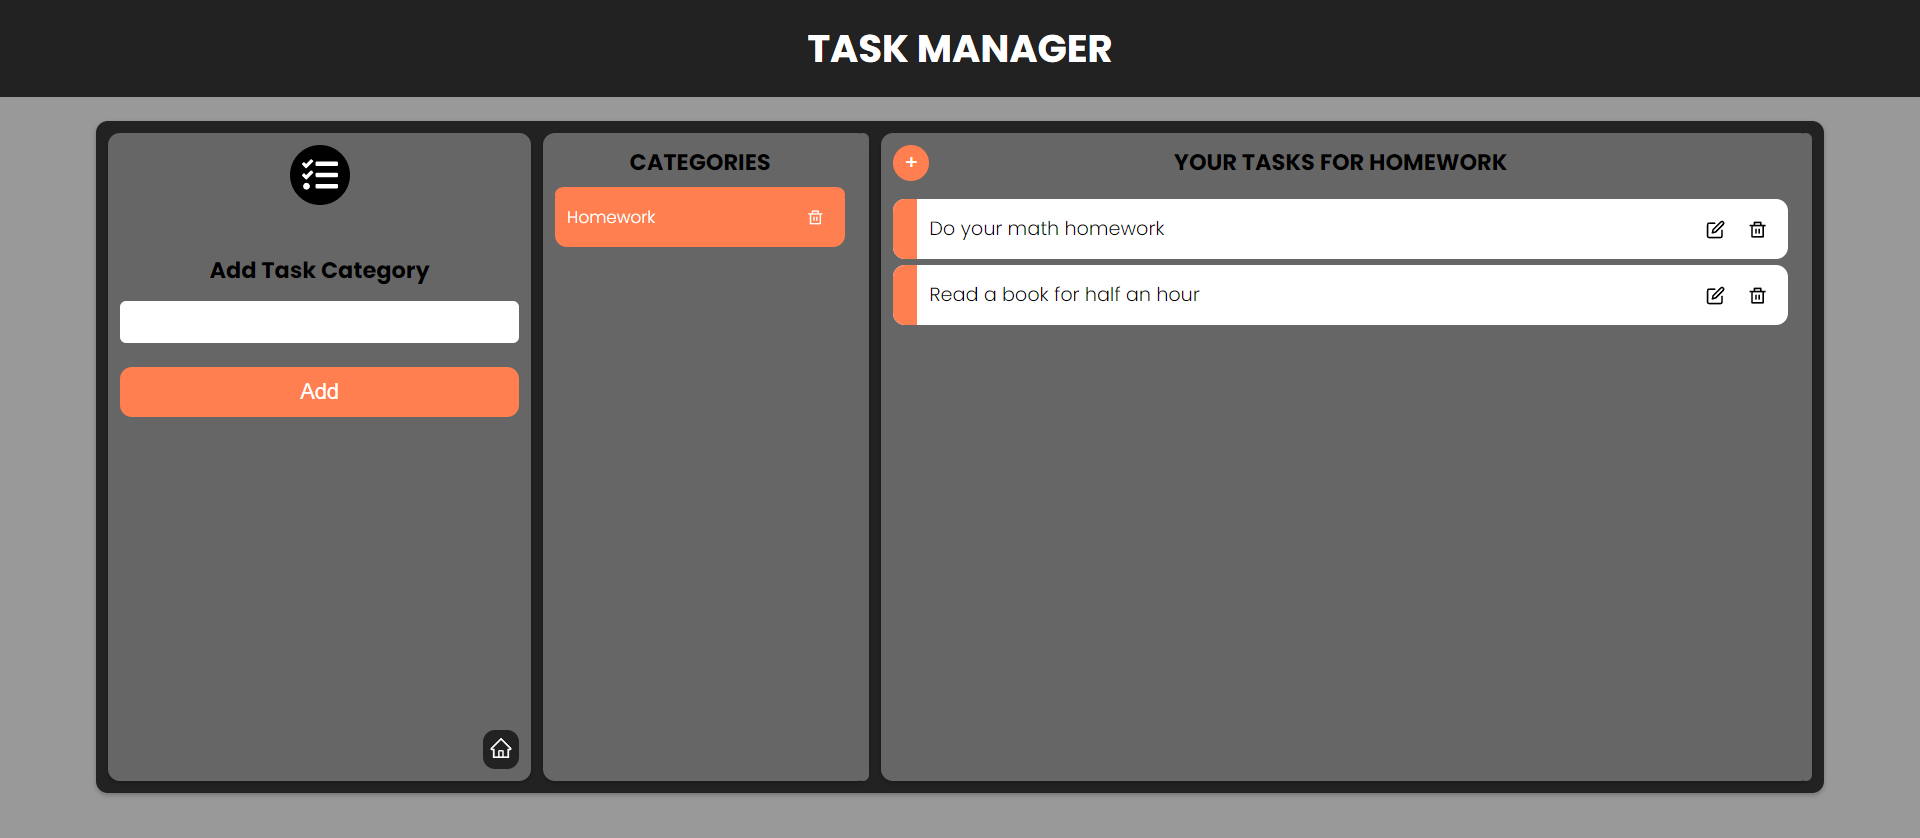 TASK MANAGER
Add Task Category
Add
CATEGORIES
Homework
+
YOUR TASKS FOR HOMEWORK
Do your math homework
Read a book for half an hour